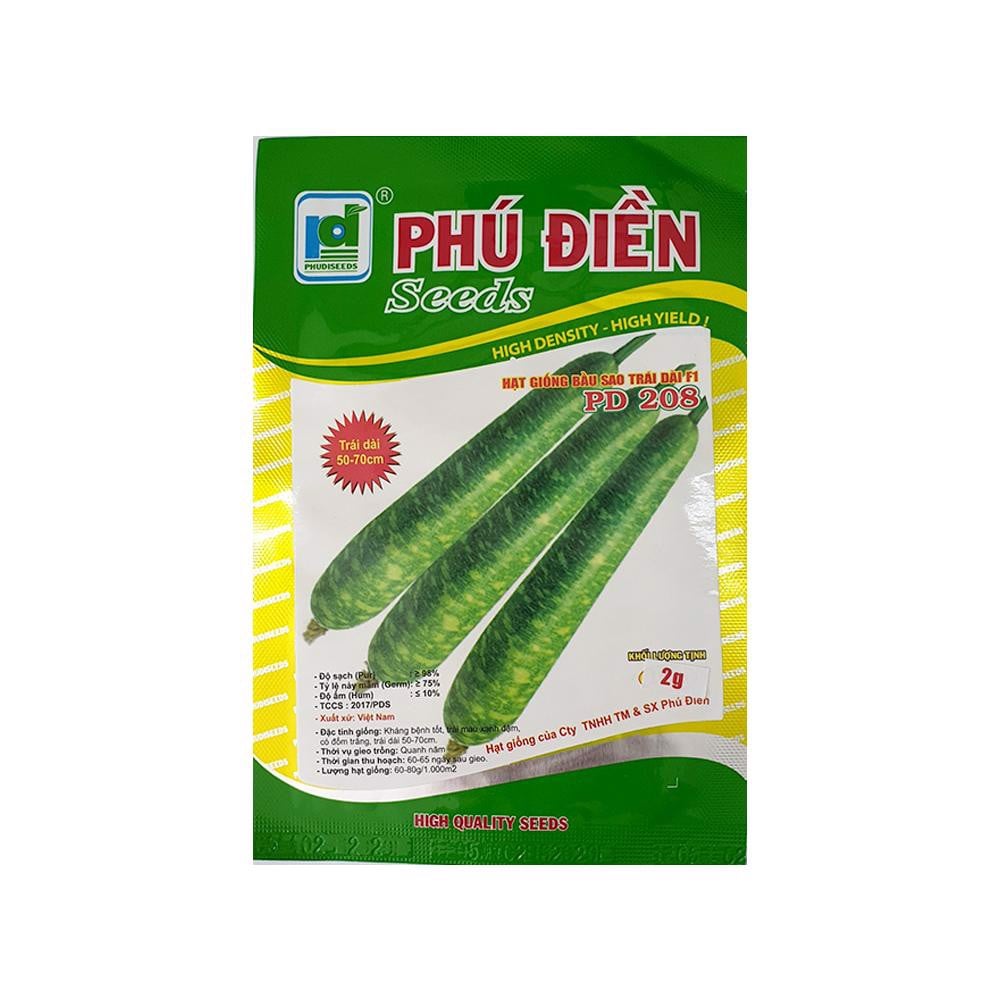 ®
pd
PHUDISEEDS
PHÚ ĐIỀN
Seeds
HIGH DENSITY - HIGH YIELD !
HẠT GIỐNG BẦU SAO TRÁI DÀI F1
PD 208
Trái dài
50-70cm
KHỐI LƯỢNG TỊNH
2g
- Độ sạch (Pur) : ≥ 98%
- Tỷ lệ nảy mầm (Germ): ≥ 75%
- Độ ẩm (Hum) : ≤ 10%
- TCCS : 2017/PDS
- Xuất xứ: Việt Nam
- Đặc tính giống: Kháng bệnh tốt, trái màu xanh đậm,
có đốm trắng, trái dài 50-70cm.
- Thời vụ gieo trồng: Quanh năm
- Thời gian thu hoạch: 60-65 ngày sau gieo.
- Lượng hạt giống: 60-80g/1.000m2
Hạt giống của Cty TNHH TM & SX Phú Điền
HIGH QUALITY SEEDS